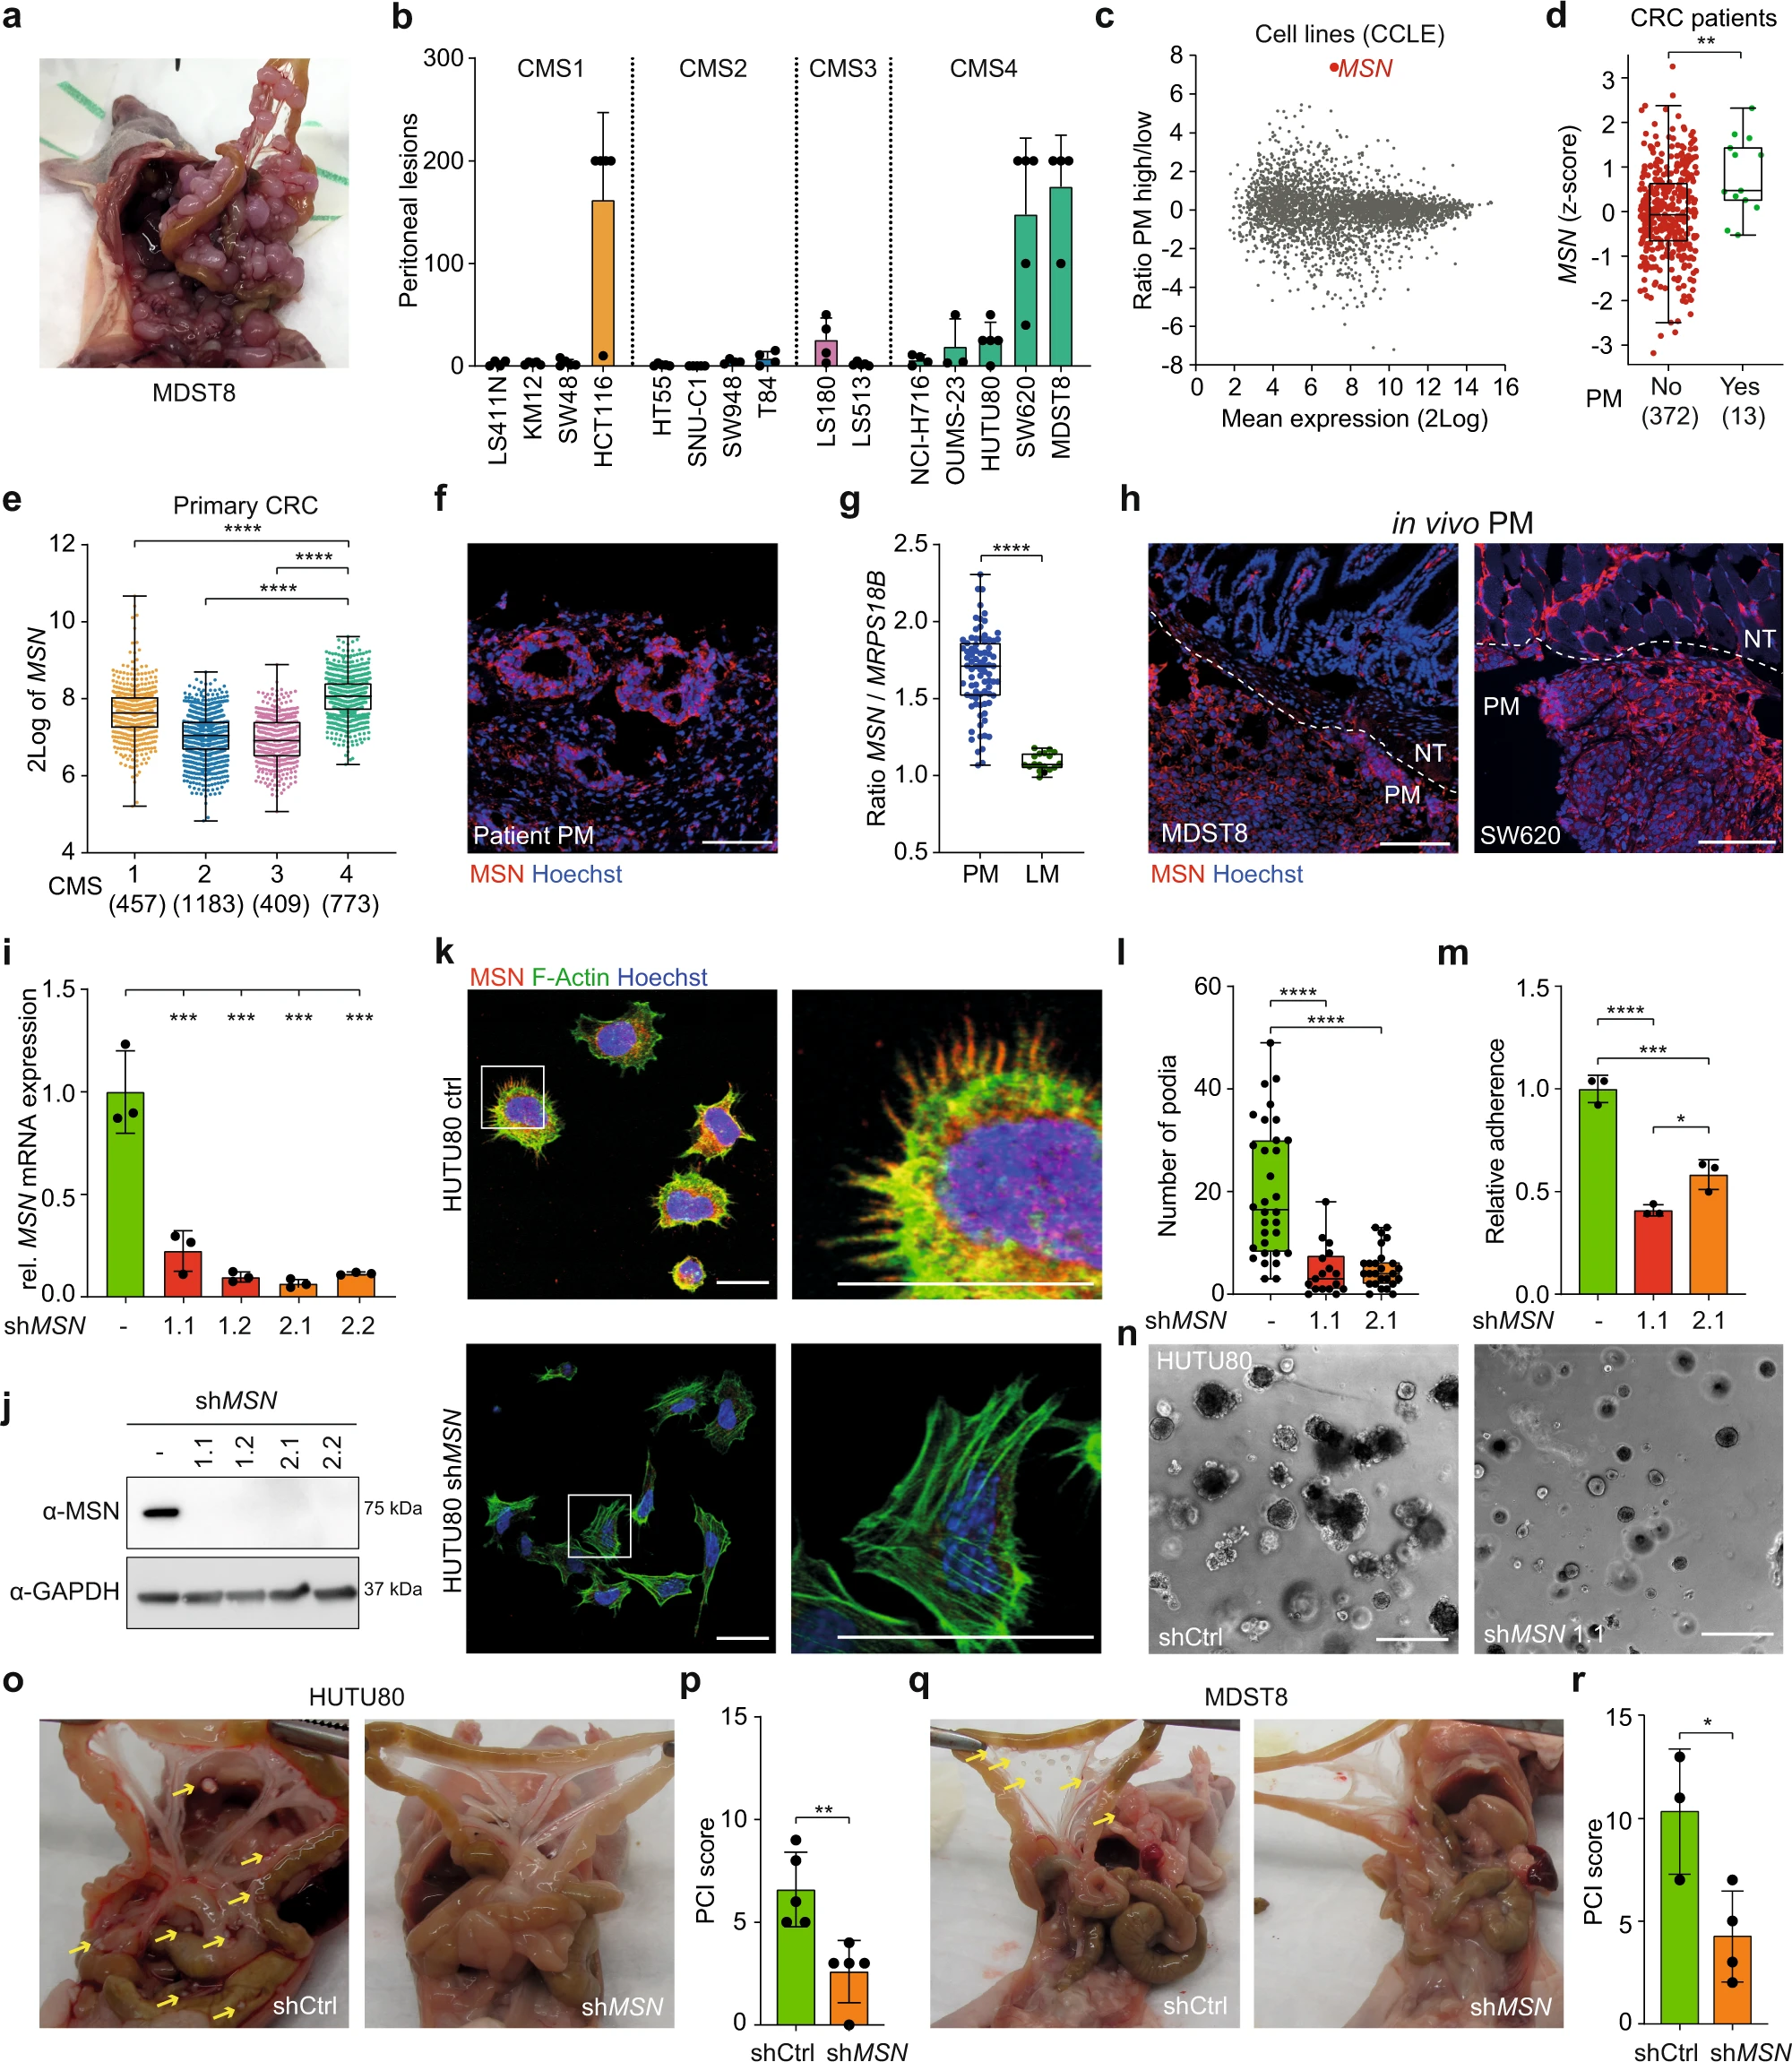 a
MDST8
b
Peritoneal lesions
300
200
100
0
CMS1 CMS2 CMS3 CMS4
LS411N KM12 SW48 HCT116 HT55 SNU-C1 SW948 T84 LS180 LS513 NCI-H716 OUMS-23 HUTU80 SW620 MDST8
c
Cell lines (CCLE)
MSN
Ratio PM high/low
8
6
4
2
0
-2
-4
-6
-8
0 2 4 6 8 10 12 14 16
Mean expression (2Log)
d
CRC patients
**
MSN (z-score)
3
2
1
0
-1
-2
-3
PM No Yes
(372) (13)
e
Primary CRC
****
****
****
2Log of MSN
12
10
8
6
4
CMS 1 2 3 4
(457) (1183) (409) (773)
f
Patient PM
MSN Hoechst
g
****
Ratio MSN / MRPS18B
2.5
2.0
1.5
1.0
0.5
PM LM
h
in vivo PM
NT
PM
MDST8
NT
PM
SW620
MSN Hoechst
i
rel. MSN mRNA expression
1.5
1.0
0.5
0.0
*** *** *** ***
shMSN - 1.1 1.2 2.1 2.2
j
shMSN
- 1.1 1.2 2.1 2.2
α-MSN 75 kDa
α-GAPDH 37 kDa
k
MSN F-Actin Hoechst
HUTU80 ctrl
HUTU80 shMSN
l
Number of podia
60
40
20
0
****
****
shMSN - 1.1 2.1
m
Relative adherence
1.5
1.0
0.5
0.0
****
***
*
shMSN - 1.1 2.1
n
HUTU80
shCtrl
shMSN 1.1
o
HUTU80
shCtrl
shMSN
p
PCI score
15
10
5
0
**
shCtrl shMSN
q
MDST8
shCtrl
shMSN
r
PCI score
15
10
5
0
*
shCtrl shMSN